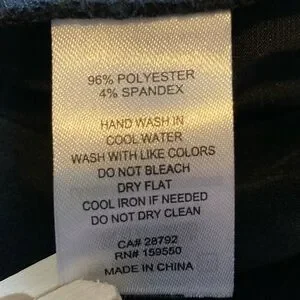 96% POLYESTER
4% SPANDEX
HAND WASH IN
COOL WATER
WASH WITH LIKE COLORS
DO NOT BLEACH
DRY FLAT
COOL IRON IF NEEDED
DO NOT DRY CLEAN
CA# 28792
RN# 159550
MADE IN CHINA